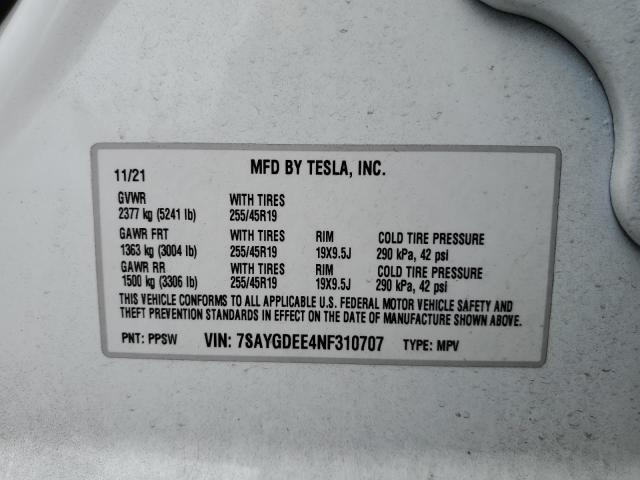 11/21 MFD BY TESLA, INC.
GVWR WITH TIRES
2377 kg (5241 lb) 255/45R19
GAWR FRT WITH TIRES RIM COLD TIRE PRESSURE
1363 kg (3004 lb) 255/45R19 19X9.5J 290 kPa, 42 psi
GAWR RR WITH TIRES RIM COLD TIRE PRESSURE
1500 kg (3306 lb) 255/45R19 19X9.5J 290 kPa, 42 psi
THIS VEHICLE CONFORMS TO ALL APPLICABLE U.S. FEDERAL MOTOR VEHICLE SAFETY AND
THEFT PREVENTION STANDARDS IN EFFECT ON THE DATE OF MANUFACTURE SHOWN ABOVE.
PNT: PPSW VIN: 7SAYGDEE4NF310707 TYPE: MPV